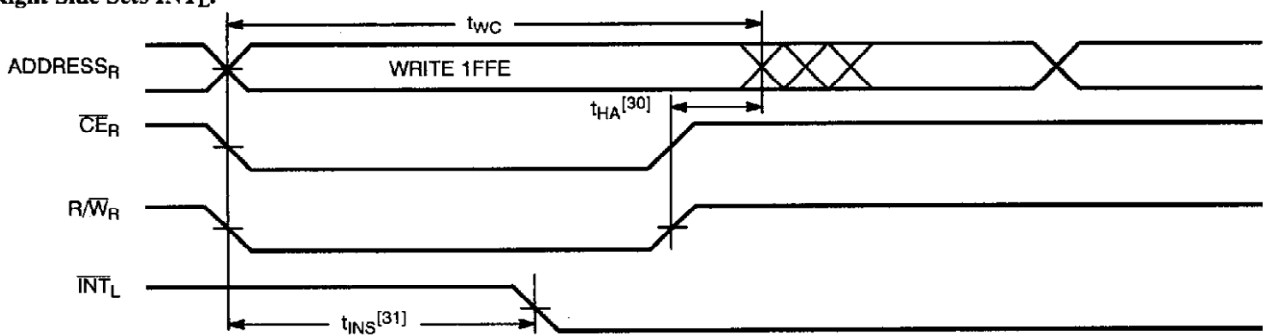 Right Side Sets INTL:
tWC
ADDRESSR
WRITE 1FFE
tHA[30]
CER
R/WR
INTL
tINS[31]